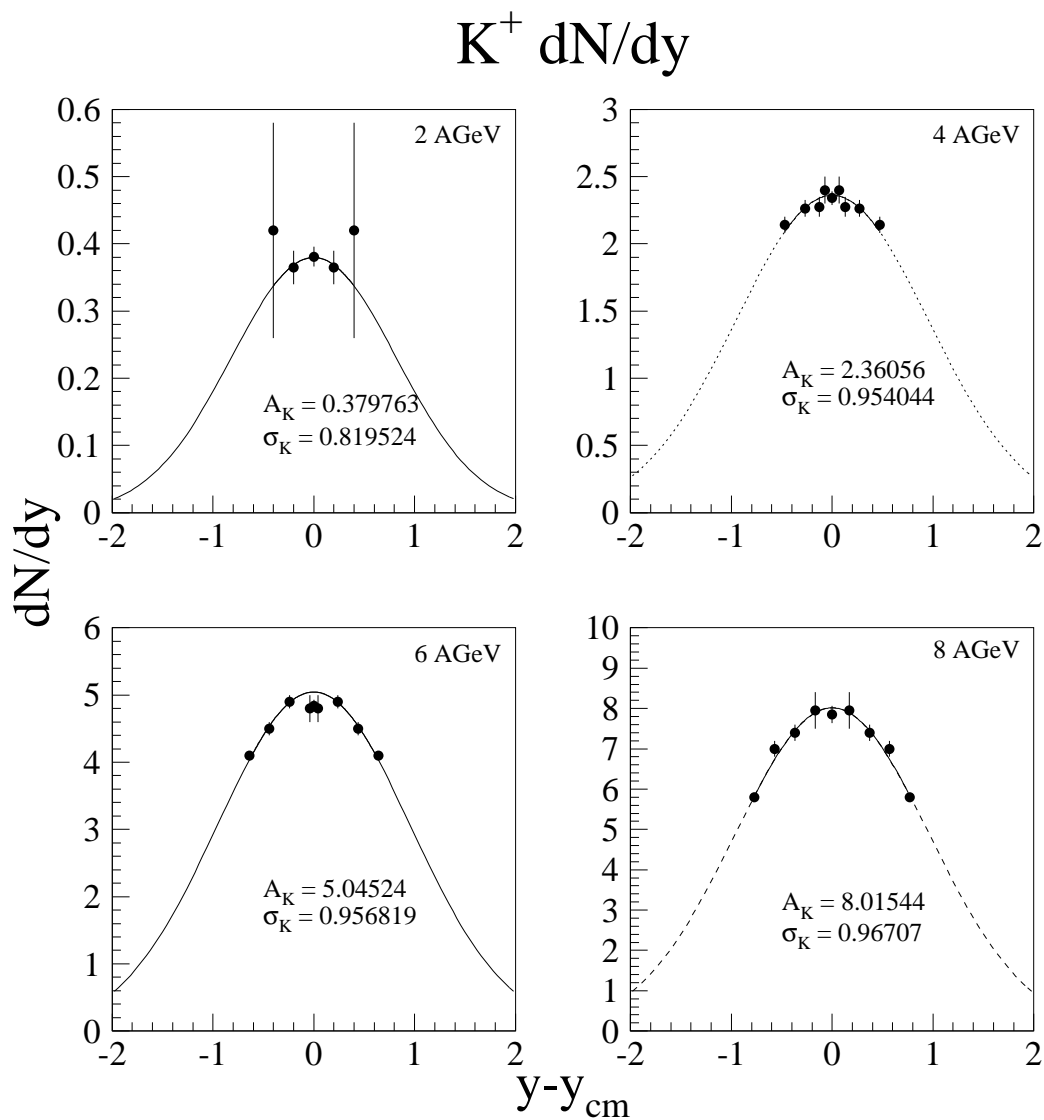 K⁺ dN/dy
2 AGeV
0.6
0.5
0.4
0.3
0.2
0.1
0
A_K = 0.379763
σ_K = 0.819524
-2 -1 0 1 2
4 AGeV
3
2.5
2
1.5
1
0.5
0
A_K = 2.36056
σ_K = 0.954044
-2 -1 0 1 2
dN/dy
6 AGeV
6
5
4
3
2
1
0
A_K = 5.04524
σ_K = 0.956819
-2 -1 0 1 2
8 AGeV
10
9
8
7
6
5
4
3
2
1
0
A_K = 8.01544
σ_K = 0.96707
-2 -1 0 1 2
y-y_cm